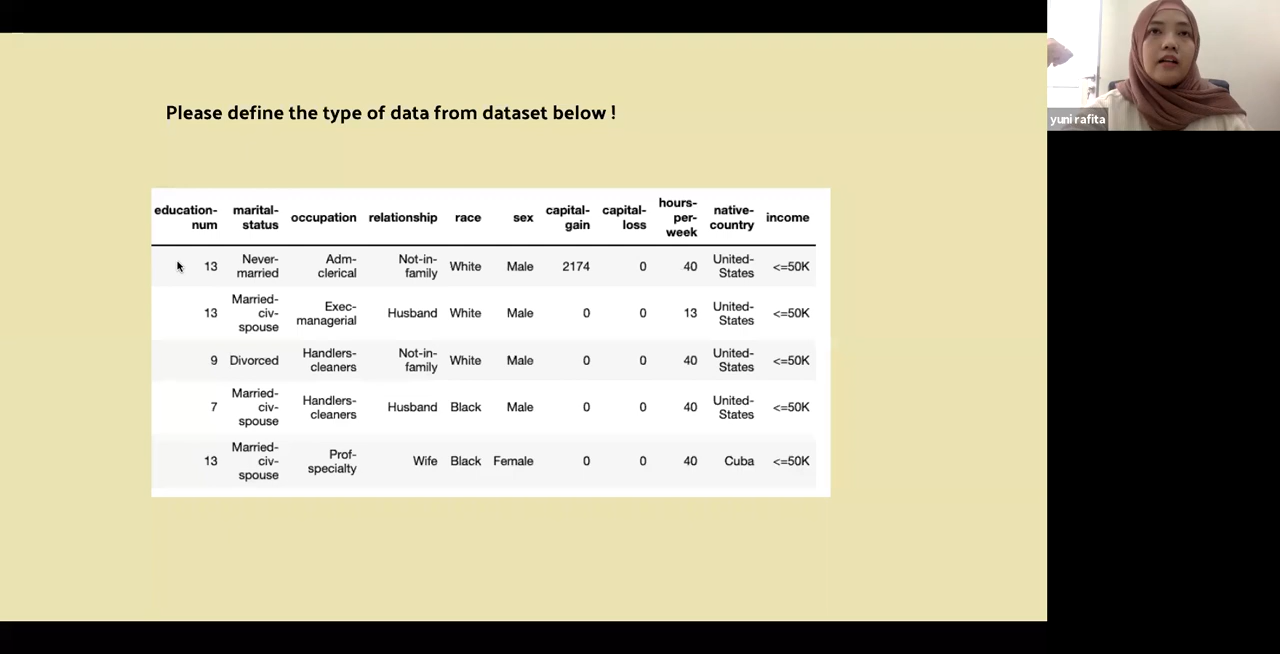 Please define the type of data from dataset below !
yuni rafita
education-num marital-status occupation relationship race sex capital-gain capital-loss hours-per-week native-country income
13 Never-married Adm-clerical Not-in-family White Male 2174 0 40 United-States <=50K
13 Married-civ-spouse Exec-managerial Husband White Male 0 0 13 United-States <=50K
9 Divorced Handlers-cleaners Not-in-family White Male 0 0 40 United-States <=50K
7 Married-civ-spouse Handlers-cleaners Husband Black Male 0 0 40 United-States <=50K
13 Married-civ-spouse Prof-specialty Wife Black Female 0 0 40 Cuba <=50K